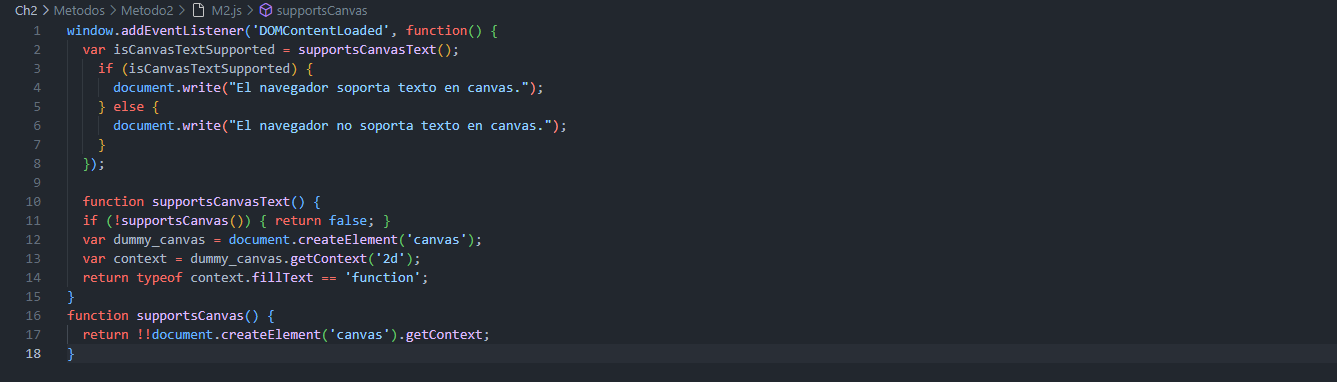 Ch2 > Metodos > Metodo2 > M2.js > supportsCanvas
1 window.addEventListener('DOMContentLoaded', function() {
2   var isCanvasTextSupported = supportsCanvasText();
3     if (isCanvasTextSupported) {
4       document.write("El navegador soporta texto en canvas.");
5     } else {
6       document.write("El navegador no soporta texto en canvas.");
7     }
8   });
9
10   function supportsCanvasText() {
11   if (!supportsCanvas()) { return false; }
12   var dummy_canvas = document.createElement('canvas');
13   var context = dummy_canvas.getContext('2d');
14   return typeof context.fillText == 'function';
15 }
16 function supportsCanvas() {
17   return !!document.createElement('canvas').getContext;
18 }